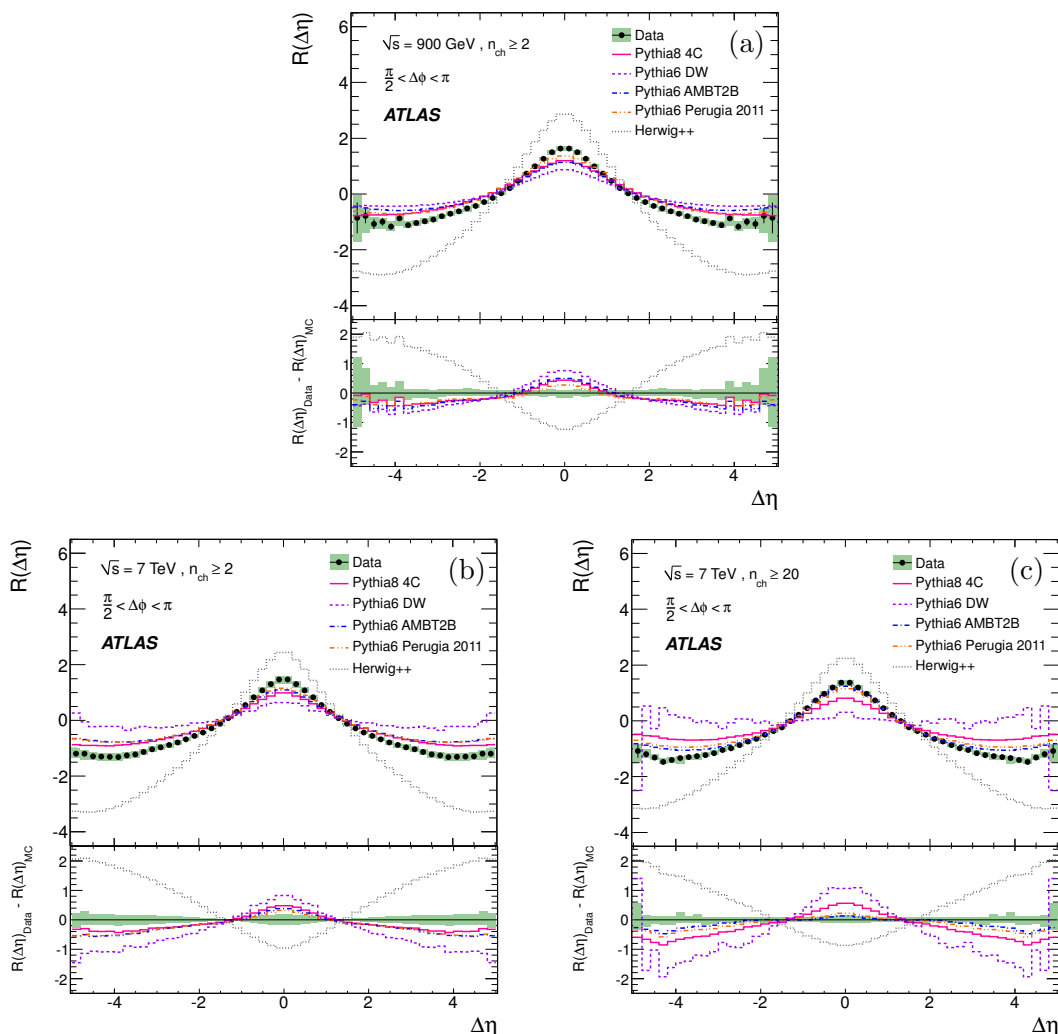 R(Δη)
6
4
2
0
-2
-4
√s = 900 GeV , n_ch ≥ 2
(a)
π/2 < Δϕ < π
ATLAS
Data
Pythia8 4C
Pythia6 DW
Pythia6 AMBT2B
Pythia6 Perugia 2011
Herwig++
R(Δη)_Data - R(Δη)_MC
2
1
0
-1
-2
-4 -2 0 2 4
Δη
R(Δη)
6
4
2
0
-2
-4
√s = 7 TeV , n_ch ≥ 2
(b)
π/2 < Δϕ < π
ATLAS
Data
Pythia8 4C
Pythia6 DW
Pythia6 AMBT2B
Pythia6 Perugia 2011
Herwig++
R(Δη)_Data - R(Δη)_MC
2
1
0
-1
-2
-4 -2 0 2 4
Δη
R(Δη)
6
4
2
0
-2
-4
√s = 7 TeV , n_ch ≥ 20
(c)
π/2 < Δϕ < π
ATLAS
Data
Pythia8 4C
Pythia6 DW
Pythia6 AMBT2B
Pythia6 Perugia 2011
Herwig++
R(Δη)_Data - R(Δη)_MC
2
1
0
-1
-2
-4 -2 0 2 4
Δη